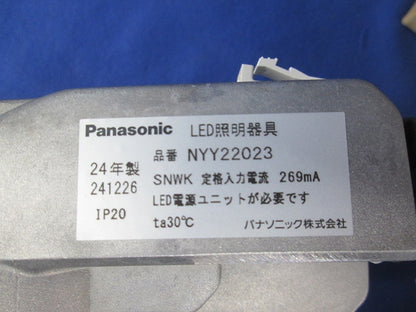 Panasonic LED照明器具
品番 NYY22023
24年製
SNWK 定格入力電流 269mA
241226
LED電源ユニットが必要です
IP20
ta30℃ パナソニック株式会社